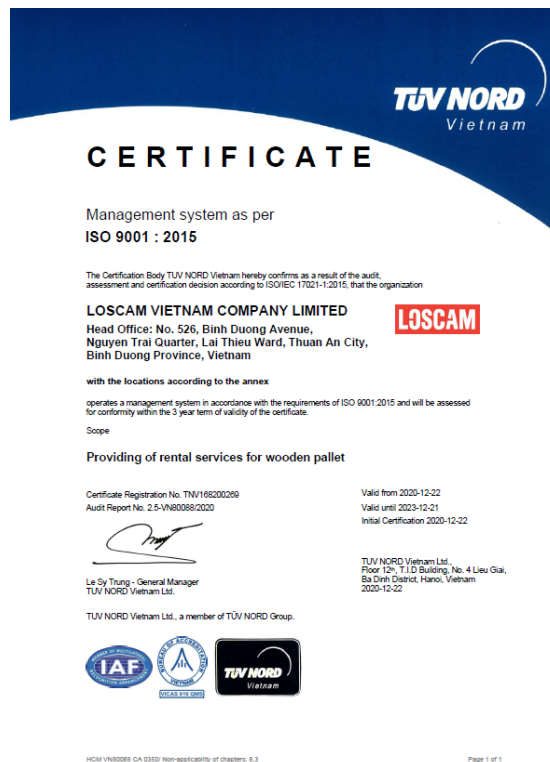 TÜV NORD
Vietnam
CERTIFICATE
Management system as per
ISO 9001 : 2015
The Certification Body TUV NORD Vietnam hereby confirms as a result of the audit,
assessment and certification decision according to ISO/IEC 17021-1:2015, that the organization
LOSCAM VIETNAM COMPANY LIMITED
LOSCAM
Head Office: No. 526, Binh Duong Avenue,
Nguyen Trai Quarter, Lai Thieu Ward, Thuan An City,
Binh Duong Province, Vietnam
with the locations according to the annex
operates a management system in accordance with the requirements of ISO 9001:2015 and will be assessed
for conformity within the 3 year term of validity of the certificate.
Scope
Providing of rental services for wooden pallet
Certificate Registration No. TNV168200269
Audit Report No. 2.5-VN80088/2020
Valid from 2020-12-22
Valid until 2023-12-21
Initial Certification 2020-12-22
Le Sy Trung - General Manager
TUV NORD Vietnam Ltd.
TUV NORD Vietnam Ltd.,
Floor 12th, T.I.D Building, No. 4 Lieu Giai,
Ba Dinh District, Hanoi, Vietnam
2020-12-22
TUV NORD Vietnam Ltd., a member of TÜV NORD Group.
MEMBER OF MULTILATERAL
IAF
RECOGNITION ARRANGEMENT
BUREAU OF ACCREDITATION
VIETNAM
VICAS 016 QMS
TÜV NORD
Vietnam
HCM VN80088 CA 0350/ Non-applicability of chapters: 8.3
Page 1 of 1